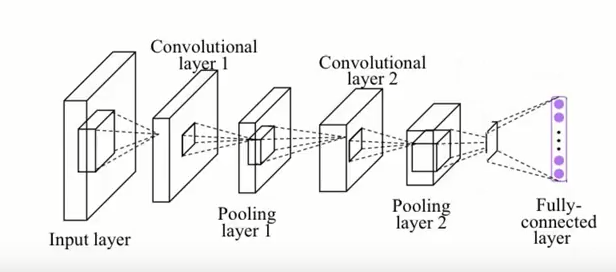 Convolutional
layer 1
Convolutional
layer 2
Input layer
Pooling
layer 1
Pooling
layer 2
Fully-
connected
layer